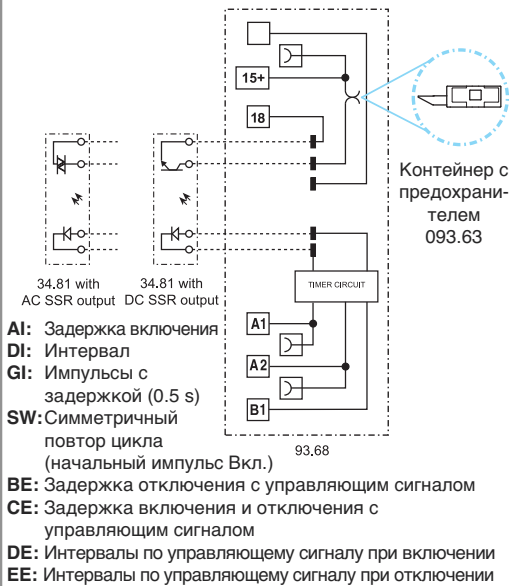 15+
18
Контейнер с
предохрани-
телем
093.63
34.81 with
AC SSR output
34.81 with
DC SSR output
TIMER CIRCUIT
A1
A2
B1
93.68
AI: Задержка включения
DI: Интервал
GI: Импульсы с
задержкой (0.5 s)
SW: Симметричный
повтор цикла
(начальный импульс Вкл.)
BE: Задержка отключения с управляющим сигналом
CE: Задержка включения и отключения с
управляющим сигналом
DE: Интервалы по управляющему сигналу при включении
EE: Интервалы по управляющему сигналу при отключении